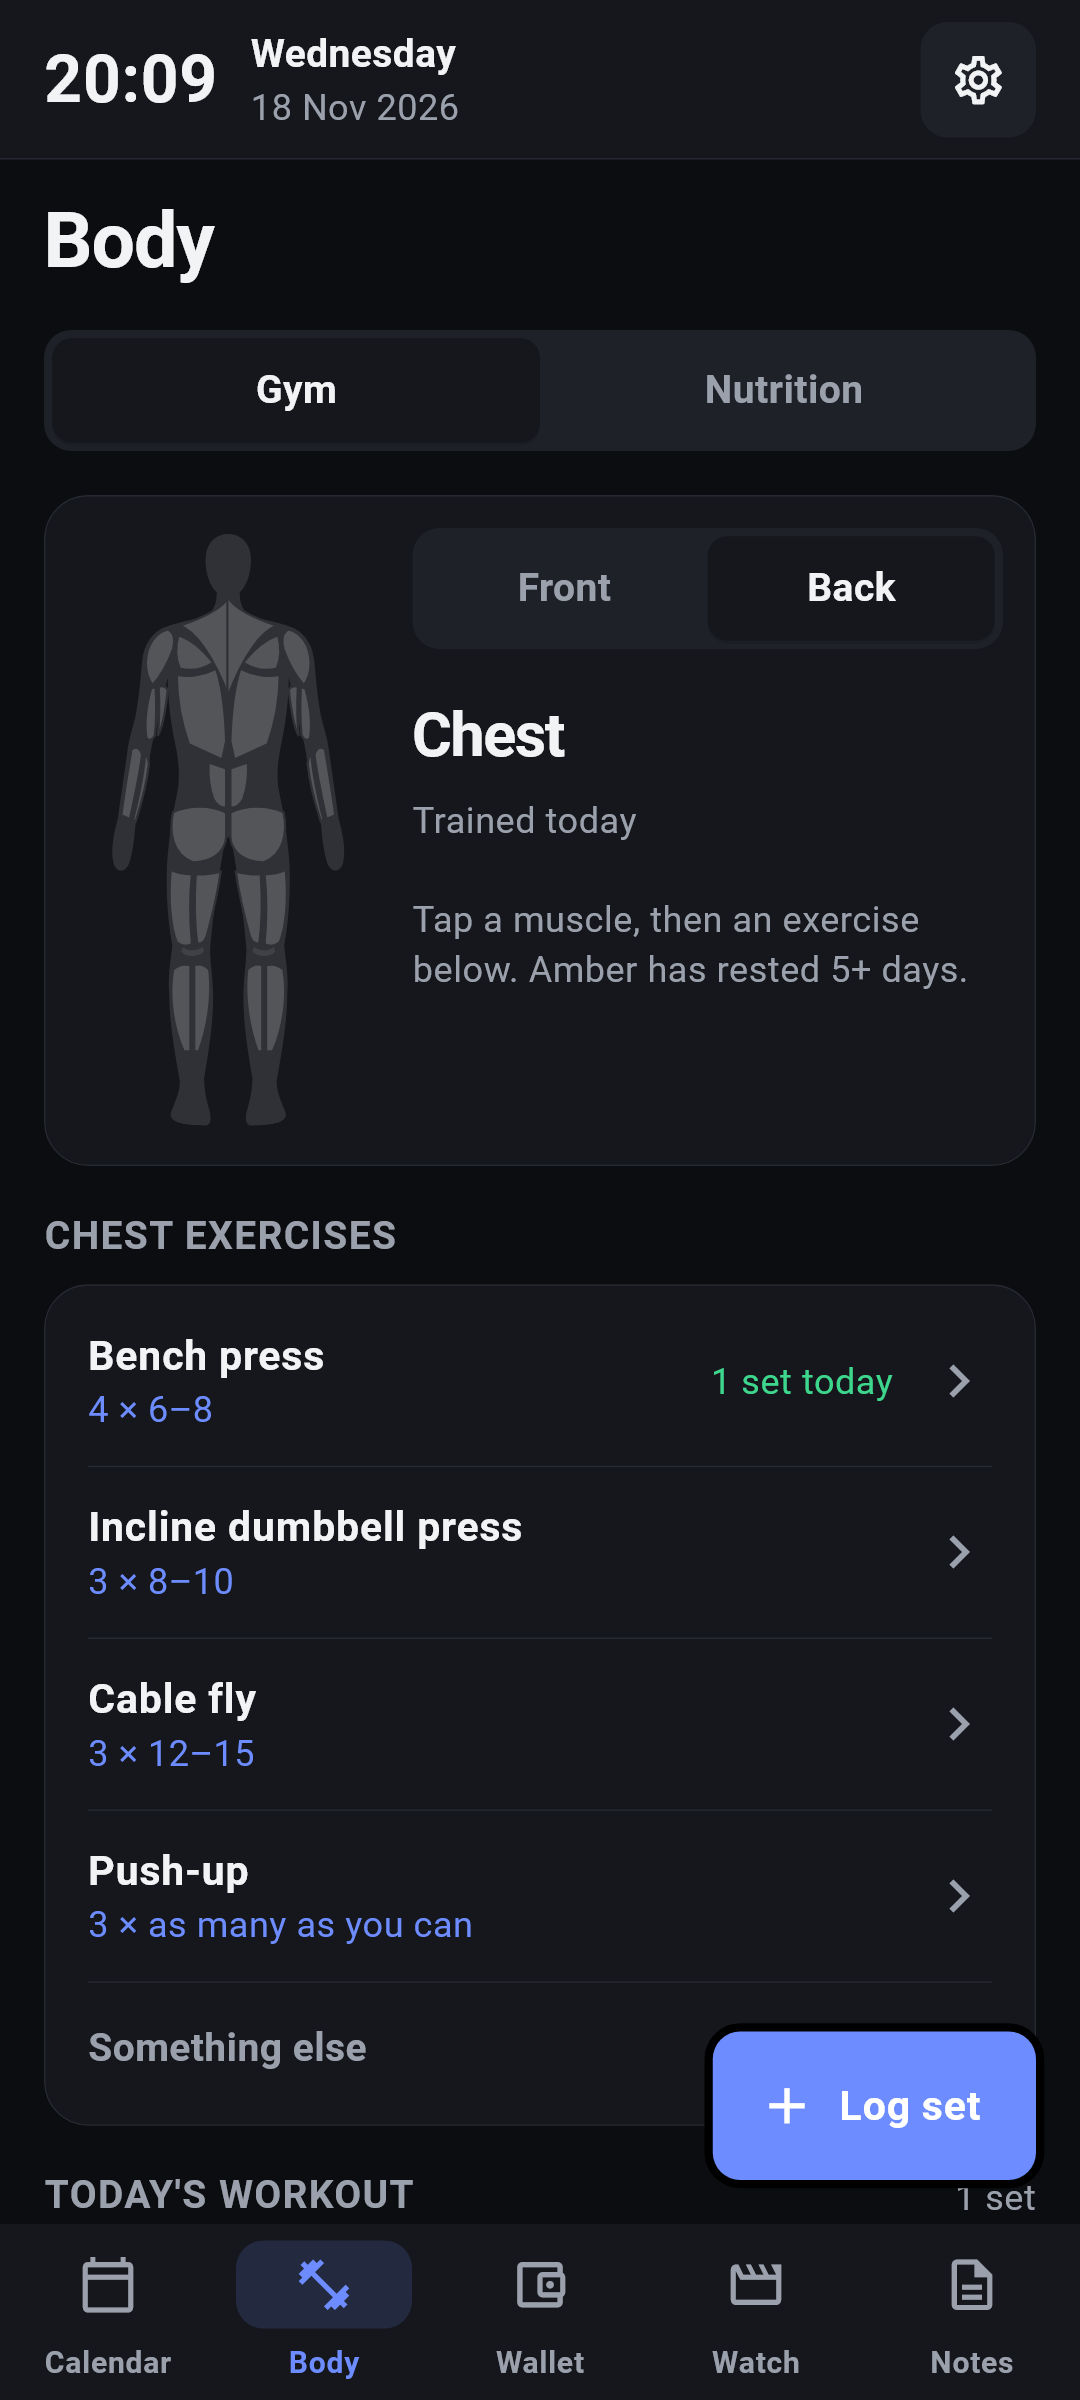 20:09
Wednesday
18 Nov 2026
Body
Gym
Nutrition
Front
Back
Chest
Trained today
Tap a muscle, then an exercise
below. Amber has rested 5+ days.
CHEST EXERCISES
Bench press
4 × 6–8
1 set today
Incline dumbbell press
3 × 8–10
Cable fly
3 × 12–15
Push-up
3 × as many as you can
Something else
Log set
TODAY'S WORKOUT
1 set
Calendar
Body
Wallet
Watch
Notes